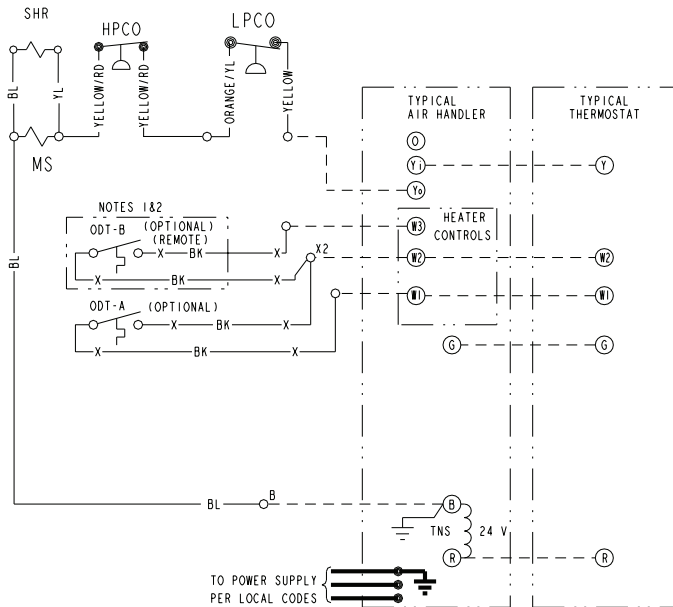 SHR
HPCO
LPCO
BL
YL
YELLOW/RD
YELLOW/RD
ORANGE/YL
YELLOW
MS
TYPICAL
AIR HANDLER
TYPICAL
THERMOSTAT
O
Yi
Y
Yo
NOTES 1&2
ODT-B (OPTIONAL)
(REMOTE)
W3
HEATER
CONTROLS
X BK X
X2
W2
W2
X BK X
BL
ODT-A (OPTIONAL)
W1
W1
X BK X
X BK X
G
G
BL
B
B
TNS 24 V
R
R
TO POWER SUPPLY
PER LOCAL CODES